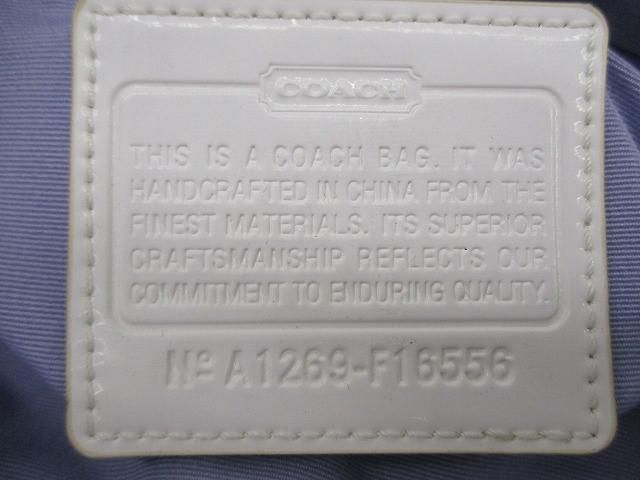 COACH
THIS IS A COACH BAG. IT WAS
HANDCRAFTED IN CHINA FROM THE
FINEST MATERIALS. ITS SUPERIOR
CRAFTSMANSHIP REFLECTS OUR
COMMITMENT TO ENDURING QUALITY.
Nº A1269-F16556